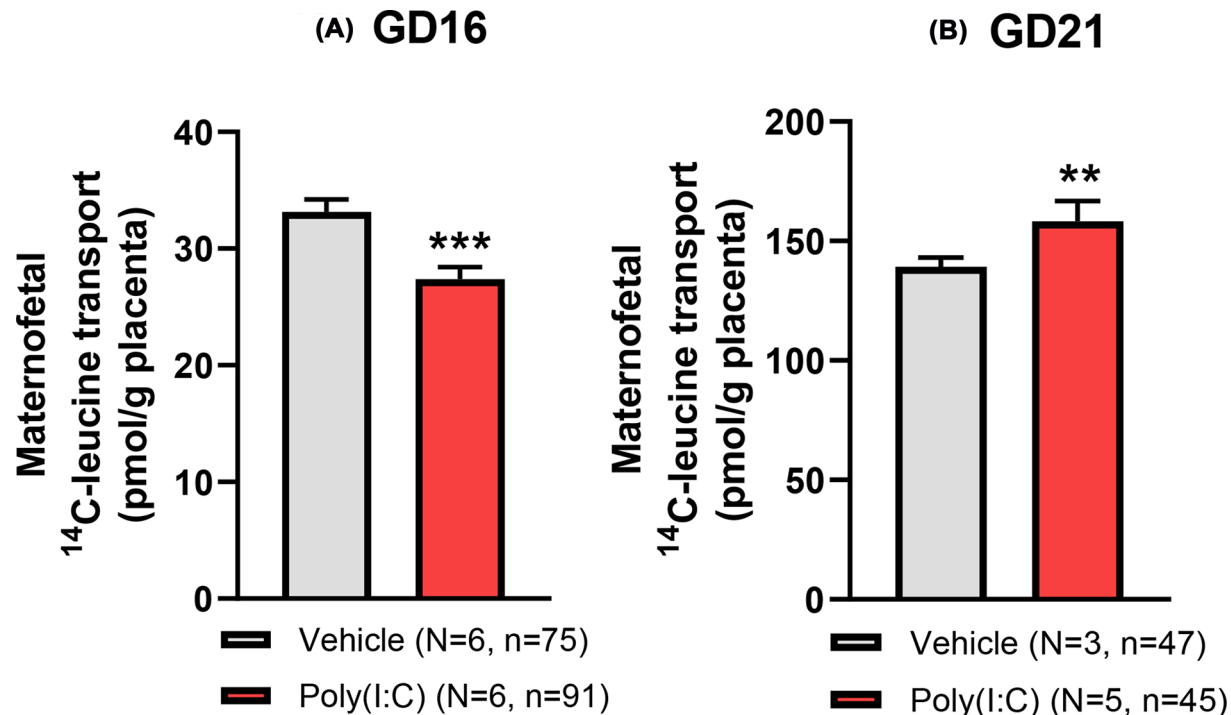 (A) GD16
40
30
20
10
0
Maternofetal
¹⁴C-leucine transport
(pmol/g placenta)
***
Vehicle (N=6, n=75)
Poly(I:C) (N=6, n=91)
(B) GD21
200
150
100
50
0
Maternofetal
¹⁴C-leucine transport
(pmol/g placenta)
**
Vehicle (N=3, n=47)
Poly(I:C) (N=5, n=45)